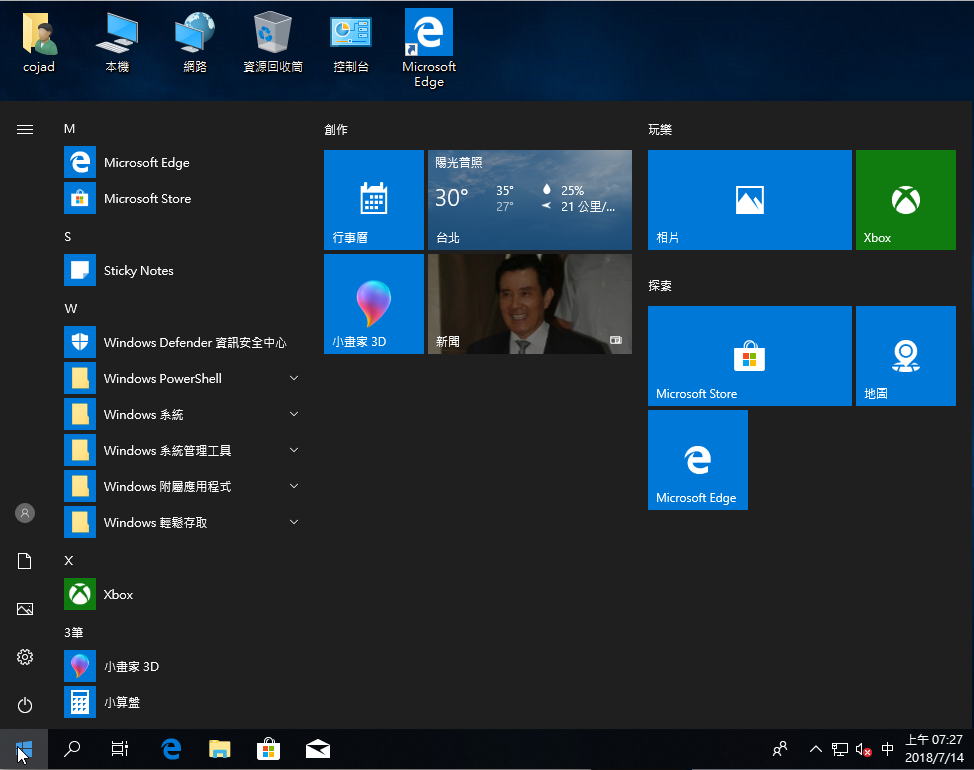 cojad
本機
網路
資源回收筒
控制台
Microsoft
Edge
M
Microsoft Edge
Microsoft Store
S
Sticky Notes
W
Windows Defender 資訊安全中心
Windows PowerShell
Windows 系統
Windows 系統管理工具
Windows 附屬應用程式
Windows 輕鬆存取
X
Xbox
3筆
小畫家 3D
小算盤
創作
行事曆
陽光普照
30°
35°
27°
25%
21 公里/...
台北
小畫家 3D
新聞
玩樂
相片
Xbox
探索
Microsoft Store
地圖
Microsoft Edge
中
上午 07:27
2018/7/14